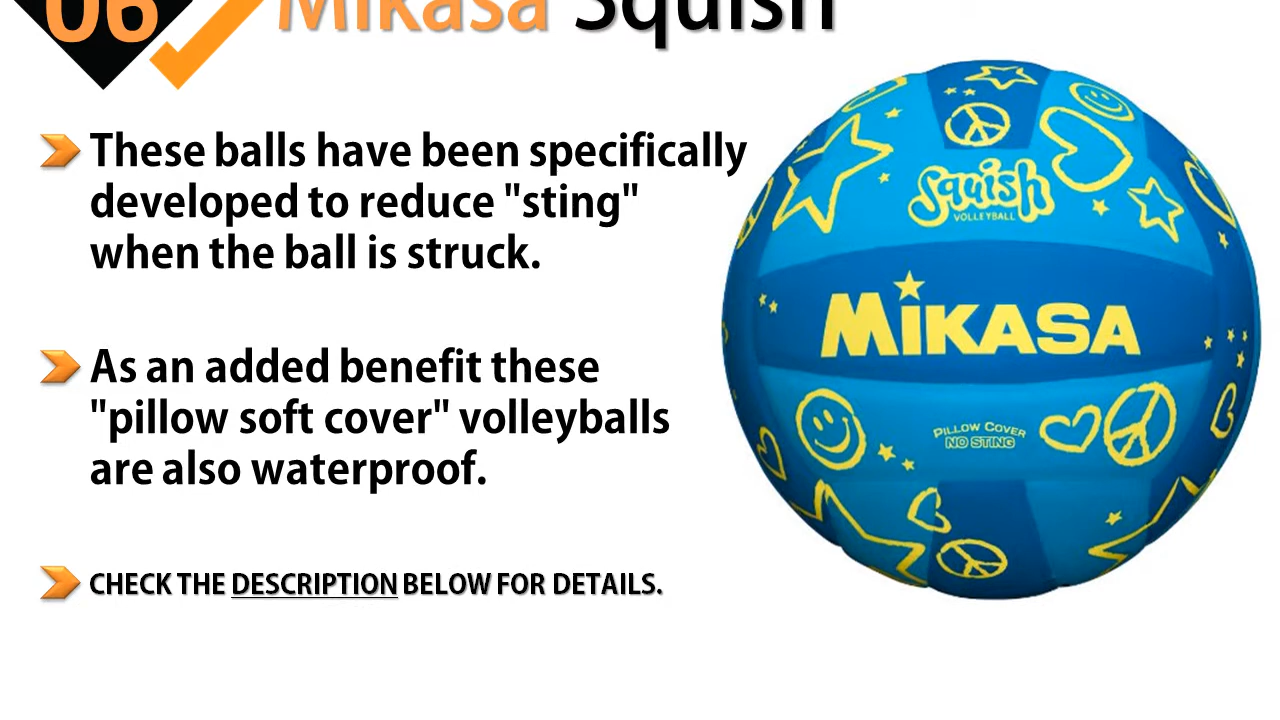 06 Mikasa Squish
These balls have been specifically
developed to reduce "sting"
when the ball is struck.
As an added benefit these
"pillow soft cover" volleyballs
are also waterproof.
CHECK THE DESCRIPTION BELOW FOR DETAILS.
Squish
VOLLEYBALL
MiKASA
PILLOW COVER
NO STING